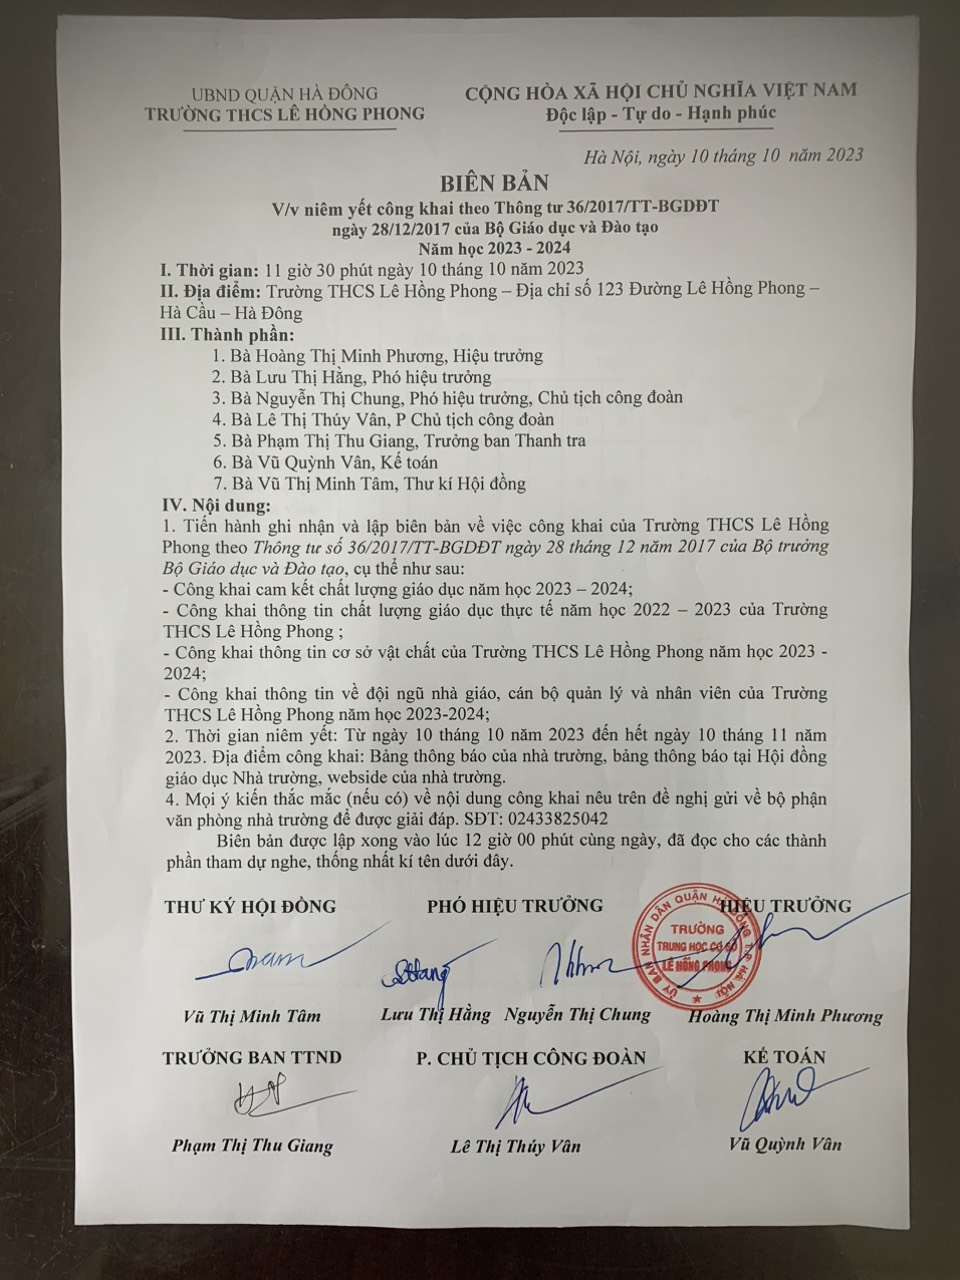 UBND QUẬN HÀ ĐÔNG
TRƯỜNG THCS LÊ HỒNG PHONG
CỘNG HÒA XÃ HỘI CHỦ NGHĨA VIỆT NAM
Độc lập - Tự do - Hạnh phúc
Hà Nội, ngày 10 tháng 10 năm 2023
BIÊN BẢN
V/v niêm yết công khai theo Thông tư 36/2017/TT-BGDĐT
ngày 28/12/2017 của Bộ Giáo dục và Đào tạo
Năm học 2023 - 2024
I. Thời gian: 11 giờ 30 phút ngày 10 tháng 10 năm 2023
II. Địa điểm: Trường THCS Lê Hồng Phong – Địa chỉ số 123 Đường Lê Hồng Phong –
Hà Cầu – Hà Đông
III. Thành phần:
1. Bà Hoàng Thị Minh Phương, Hiệu trưởng
2. Bà Lưu Thị Hằng, Phó hiệu trưởng
3. Bà Nguyễn Thị Chung, Phó hiệu trưởng, Chủ tịch công đoàn
4. Bà Lê Thị Thúy Vân, P Chủ tịch công đoàn
5. Bà Phạm Thị Thu Giang, Trưởng ban Thanh tra
6. Bà Vũ Quỳnh Vân, Kế toán
7. Bà Vũ Thị Minh Tâm, Thư kí Hội đồng
IV. Nội dung:
1. Tiến hành ghi nhận và lập biên bản về việc công khai của Trường THCS Lê Hồng
Phong theo Thông tư số 36/2017/TT-BGDĐT ngày 28 tháng 12 năm 2017 của Bộ trưởng
Bộ Giáo dục và Đào tạo, cụ thể như sau:
- Công khai cam kết chất lượng giáo dục năm học 2023 – 2024;
- Công khai thông tin chất lượng giáo dục thực tế năm học 2022 – 2023 của Trường
THCS Lê Hồng Phong ;
- Công khai thông tin cơ sở vật chất của Trường THCS Lê Hồng Phong năm học 2023 -
2024;
- Công khai thông tin về đội ngũ nhà giáo, cán bộ quản lý và nhân viên của Trường
THCS Lê Hồng Phong năm học 2023-2024;
2. Thời gian niêm yết: Từ ngày 10 tháng 10 năm 2023 đến hết ngày 10 tháng 11 năm
2023. Địa điểm công khai: Bảng thông báo của nhà trường, bảng thông báo tại Hội đồng
giáo dục Nhà trường, webside của nhà trường.
4. Mọi ý kiến thắc mắc (nếu có) về nội dung công khai nêu trên đề nghị gửi về bộ phận
văn phòng nhà trường để được giải đáp. SĐT: 02433825042
Biên bản được lập xong vào lúc 12 giờ 00 phút cùng ngày, đã đọc cho các thành
phần tham dự nghe, thống nhất kí tên dưới đây.
THƯ KÝ HỘI ĐỒNG
PHÓ HIỆU TRƯỞNG
HIỆU TRƯỞNG
ỦY BAN NHÂN DÂN QUẬN HÀ ĐÔNG ★ T.P HÀ NỘI ★
TRƯỜNG
TRUNG HỌC CƠ SỞ
LÊ HỒNG PHONG
Vũ Thị Minh Tâm
Lưu Thị Hằng
Nguyễn Thị Chung
Hoàng Thị Minh Phương
TRƯỞNG BAN TTND
P. CHỦ TỊCH CÔNG ĐOÀN
KẾ TOÁN
Phạm Thị Thu Giang
Lê Thị Thúy Vân
Vũ Quỳnh Vân